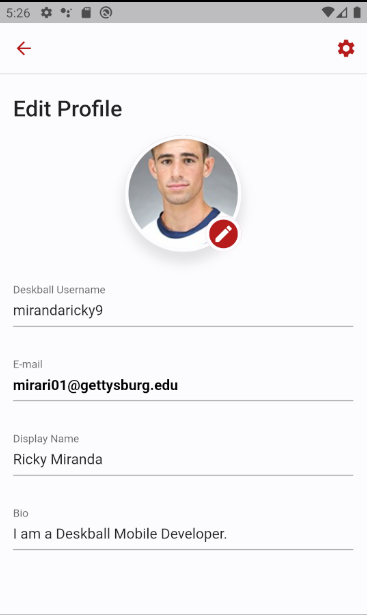 5:26
Edit Profile
Deskball Username
mirandaricky9
E-mail
mirari01@gettysburg.edu
Display Name
Ricky Miranda
Bio
I am a Deskball Mobile Developer.